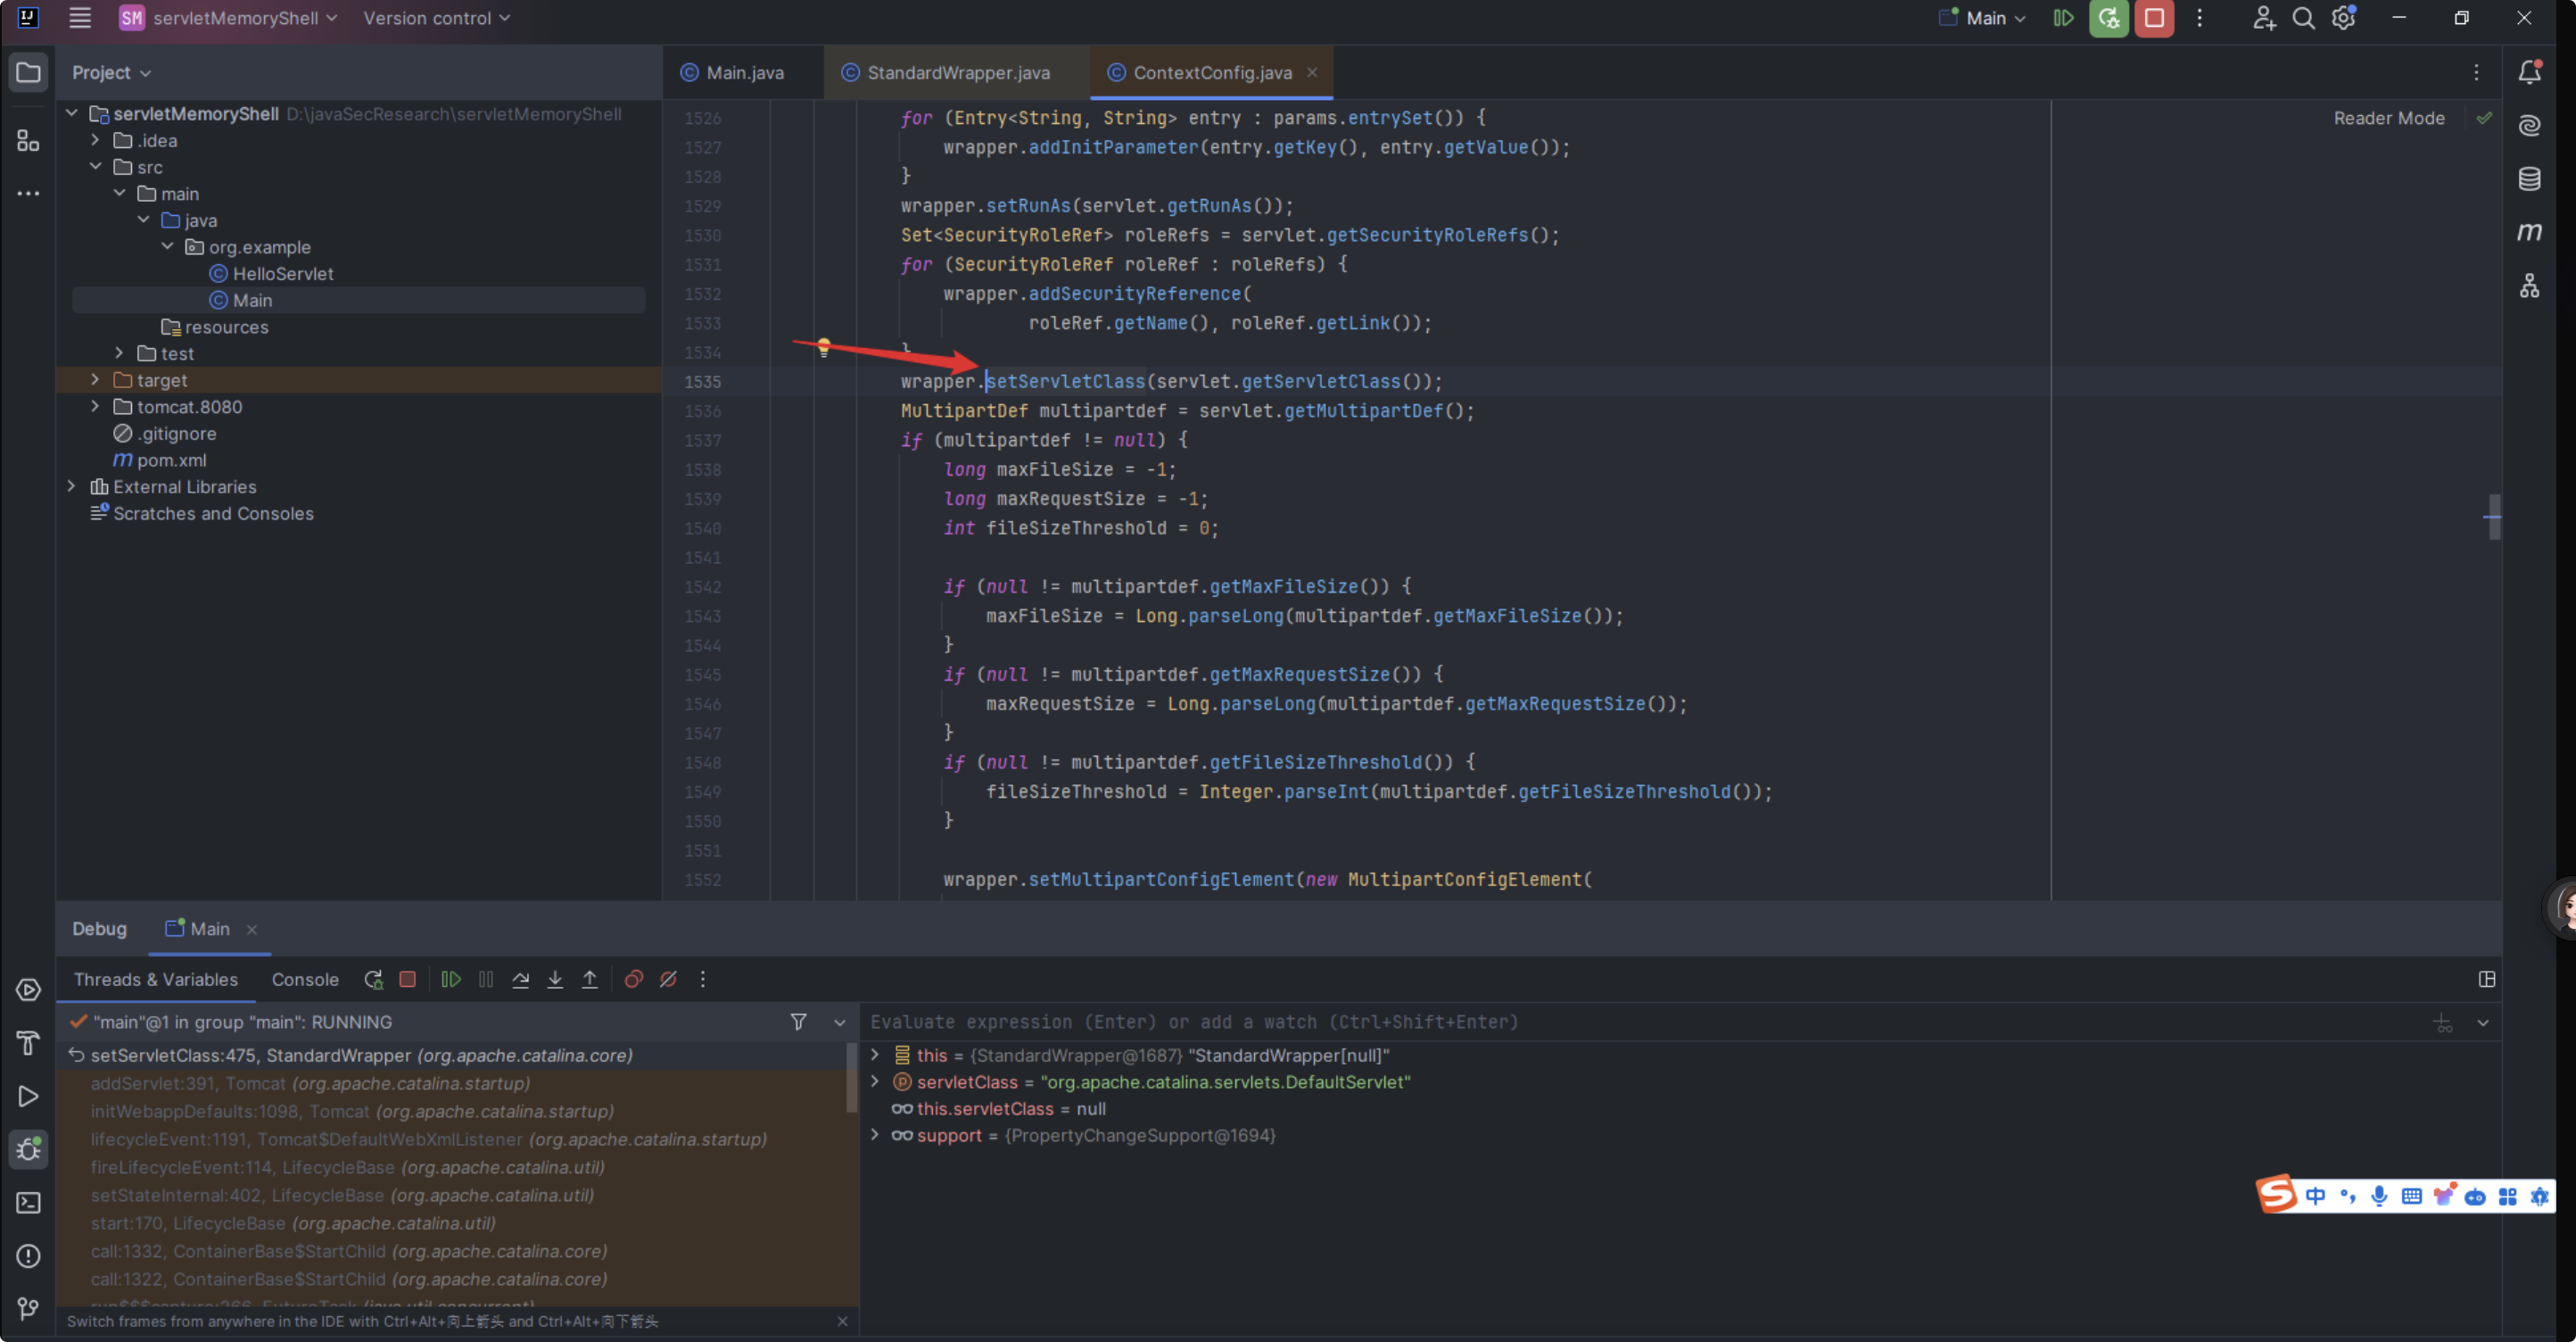 SM servletMemoryShell Version control Main
Project
Main.java StandardWrapper.java ContextConfig.java
servletMemoryShell D:\javaSecResearch\servletMemoryShell
.idea
src
main
java
org.example
HelloServlet
Main
resources
test
target
tomcat.8080
.gitignore
m pom.xml
External Libraries
Scratches and Consoles
Reader Mode
1526 for (Entry<String, String> entry : params.entrySet()) {
1527 wrapper.addInitParameter(entry.getKey(), entry.getValue());
1528 }
1529 wrapper.setRunAs(servlet.getRunAs());
1530 Set<SecurityRoleRef> roleRefs = servlet.getSecurityRoleRefs();
1531 for (SecurityRoleRef roleRef : roleRefs) {
1532 wrapper.addSecurityReference(
1533 roleRef.getName(), roleRef.getLink());
1534 }
1535 wrapper.setServletClass(servlet.getServletClass());
1536 MultipartDef multipartdef = servlet.getMultipartDef();
1537 if (multipartdef != null) {
1538 long maxFileSize = -1;
1539 long maxRequestSize = -1;
1540 int fileSizeThreshold = 0;
1541
1542 if (null != multipartdef.getMaxFileSize()) {
1543 maxFileSize = Long.parseLong(multipartdef.getMaxFileSize());
1544 }
1545 if (null != multipartdef.getMaxRequestSize()) {
1546 maxRequestSize = Long.parseLong(multipartdef.getMaxRequestSize());
1547 }
1548 if (null != multipartdef.getFileSizeThreshold()) {
1549 fileSizeThreshold = Integer.parseInt(multipartdef.getFileSizeThreshold());
1550 }
1551
1552 wrapper.setMultipartConfigElement(new MultipartConfigElement(
Debug Main
Threads & Variables Console
"main"@1 in group "main": RUNNING
setServletClass:475, StandardWrapper (org.apache.catalina.core)
addServlet:391, Tomcat (org.apache.catalina.startup)
initWebappDefaults:1098, Tomcat (org.apache.catalina.startup)
lifecycleEvent:1191, Tomcat$DefaultWebXmlListener (org.apache.catalina.startup)
fireLifecycleEvent:114, LifecycleBase (org.apache.catalina.util)
setStateInternal:402, LifecycleBase (org.apache.catalina.util)
start:170, LifecycleBase (org.apache.catalina.util)
call:1332, ContainerBase$StartChild (org.apache.catalina.core)
call:1322, ContainerBase$StartChild (org.apache.catalina.core)
run$$$capture:266, FutureTask (java.util.concurrent)
Switch frames from anywhere in the IDE with Ctrl+Alt+向上箭头 and Ctrl+Alt+向下箭头
Evaluate expression (Enter) or add a watch (Ctrl+Shift+Enter)
this = {StandardWrapper@1687} "StandardWrapper[null]"
servletClass = "org.apache.catalina.servlets.DefaultServlet"
this.servletClass = null
support = {PropertyChangeSupport@1694}
中